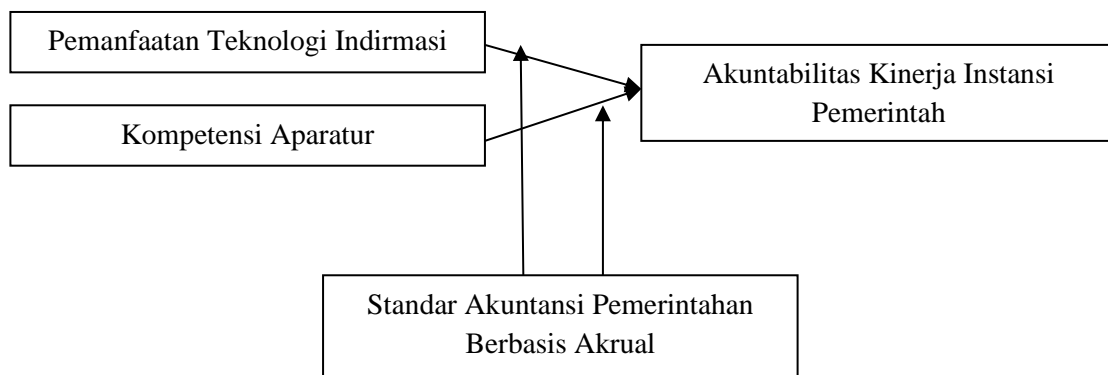 Pemanfaatan Teknologi Indirmasi
Akuntabilitas Kinerja Instansi
Pemerintah
Kompetensi Aparatur
Standar Akuntansi Pemerintahan
Berbasis Akrual